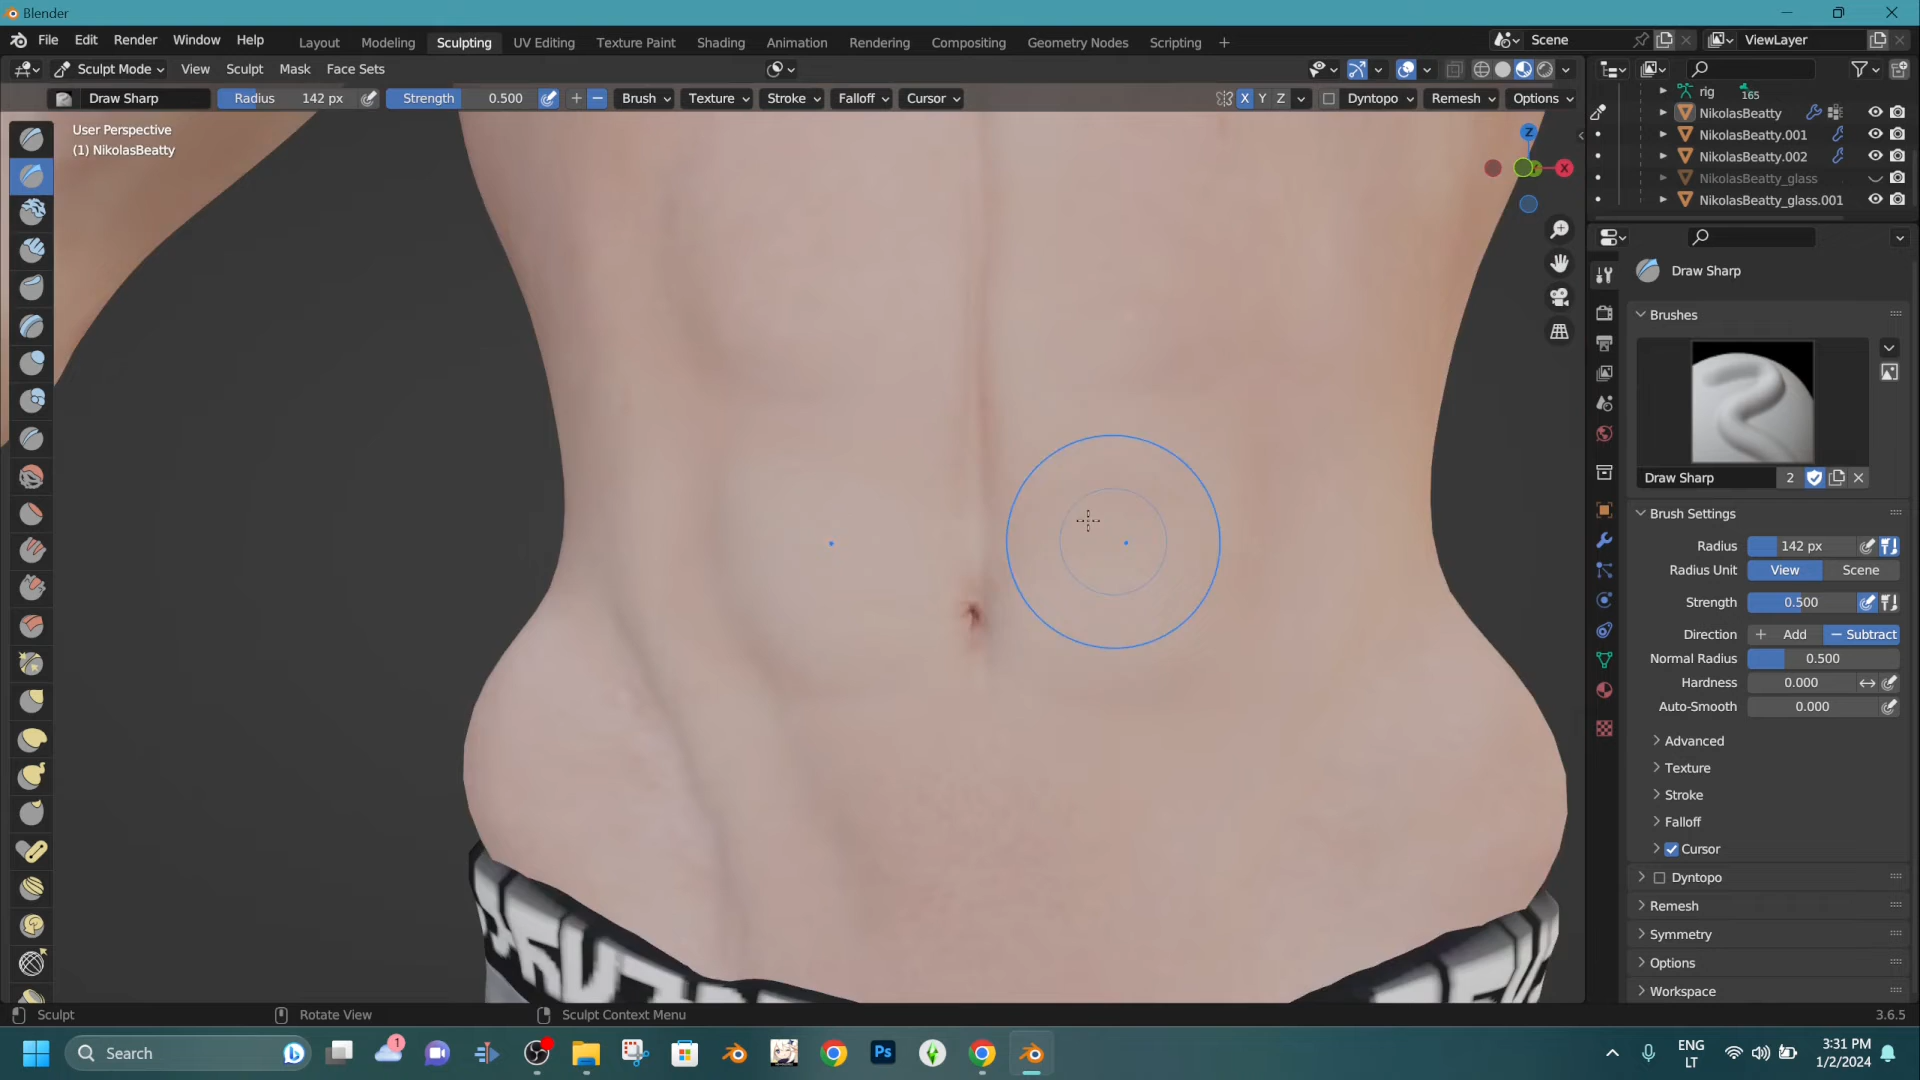 Blender
File Edit Render Window Help Layout Modeling Sculpting UV Editing Texture Paint Shading Animation Rendering Compositing Geometry Nodes Scripting + Scene ViewLayer
Sculpt Mode View Sculpt Mask Face Sets
Draw Sharp Radius 142 px Strength 0.500 Brush Texture Stroke Falloff Cursor X Y Z Dyntopo Remesh Options
User Perspective
(1) NikolasBeatty
Z
X
rig 165
NikolasBeatty
NikolasBeatty.001
NikolasBeatty.002
NikolasBeatty_glass
NikolasBeatty_glass.001
Draw Sharp
Brushes
Draw Sharp 2
Brush Settings
Radius 142 px
Radius Unit View Scene
Strength 0.500
Direction + Add − Subtract
Normal Radius 0.500
Hardness 0.000
Auto-Smooth 0.000
Advanced
Texture
Stroke
Falloff
Cursor
Dyntopo
Remesh
Symmetry
Options
Workspace
Sculpt Rotate View Sculpt Context Menu 3.6.5
Search 1 Ps ENG LT 3:31 PM 1/2/2024